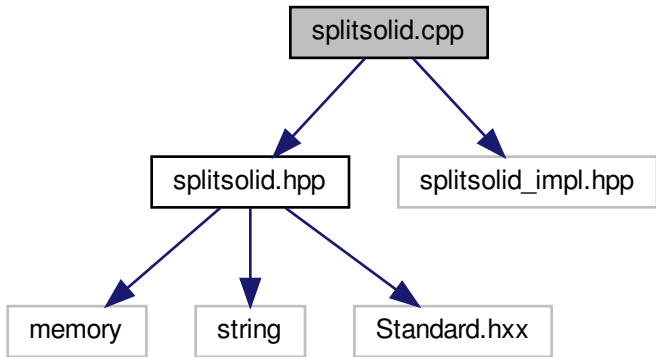 splitsolid.cpp
splitsolid.hpp
splitsolid_impl.hpp
memory
string
Standard.hxx